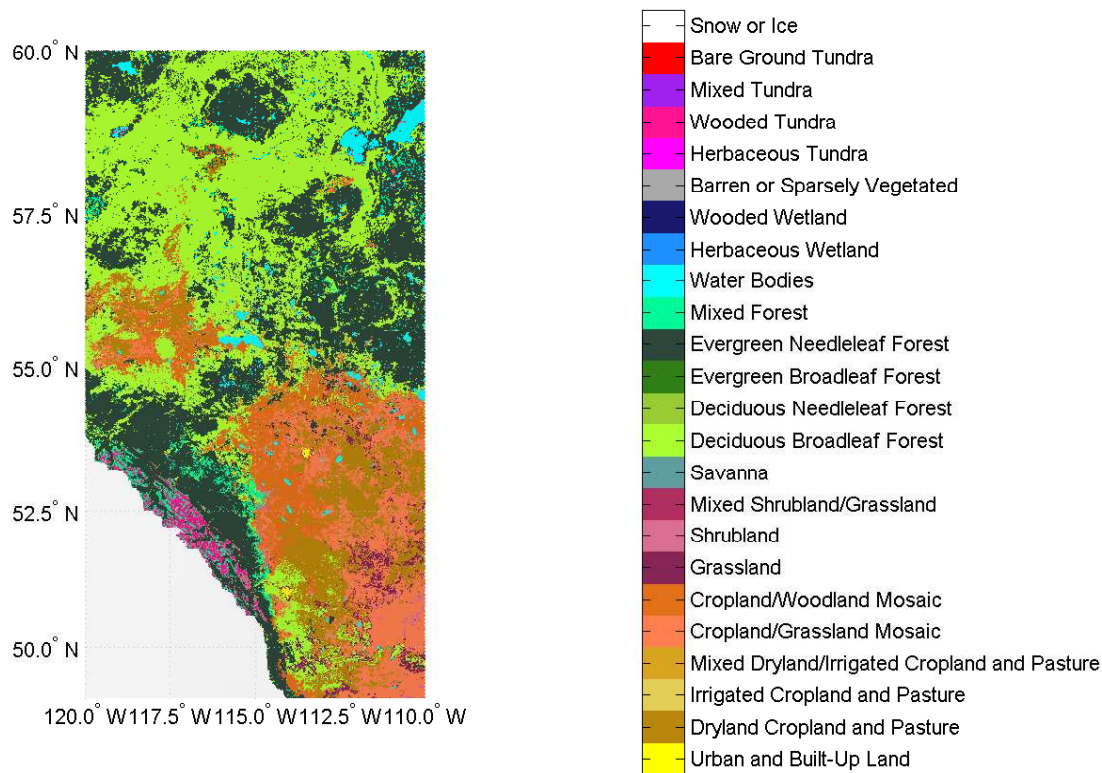 60.0° N
57.5° N
55.0° N
52.5° N
50.0° N
120.0° W 117.5° W 115.0° W 112.5° W 110.0° W
Snow or Ice
Bare Ground Tundra
Mixed Tundra
Wooded Tundra
Herbaceous Tundra
Barren or Sparsely Vegetated
Wooded Wetland
Herbaceous Wetland
Water Bodies
Mixed Forest
Evergreen Needleleaf Forest
Evergreen Broadleaf Forest
Deciduous Needleleaf Forest
Deciduous Broadleaf Forest
Savanna
Mixed Shrubland/Grassland
Shrubland
Grassland
Cropland/Woodland Mosaic
Cropland/Grassland Mosaic
Mixed Dryland/Irrigated Cropland and Pasture
Irrigated Cropland and Pasture
Dryland Cropland and Pasture
Urban and Built-Up Land